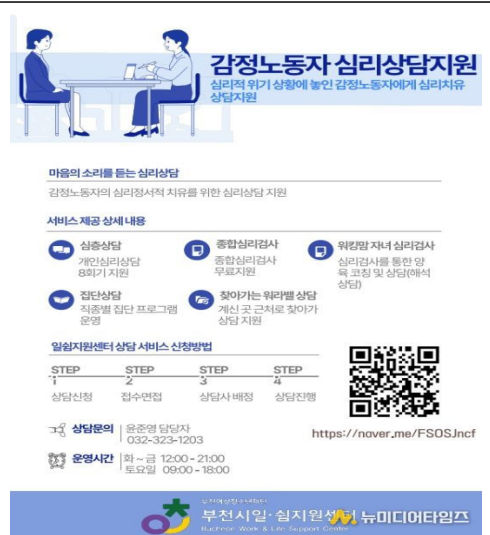 감정노동자 심리상담지원
심리적 위기 상황에 놓인 감정노동자에게 심리치유
상담지원
마음의 소리를 듣는 심리상담
감정노동자의 심리정서적 치유를 위한 심리상담 지원
서비스 제공 상세 내용
심층상담
개인심리상담
8회기 지원
종합심리검사
종합심리검사
무료지원
워킹맘 자녀 심리검사
심리검사를 통한 양
육 코칭 및 상담(해석
상담)
집단상담
직종별 집단 프로그램
운영
찾아가는 워라밸 상담
계신 곳 근처로 찾아가
상담 지원
일쉼지원센터 상담 서비스 신청방법
STEP 1
상담신청
STEP 2
접수면접
STEP 3
상담사 배정
STEP 4
상담진행
https://naver.me/FSOSJncf
상담문의
윤준영 담당자
032-323-1203
운영시간
화 ~ 금 12:00 - 21:00
토요일 09:00 - 18:00
부천시일·쉼지원센터
Bucheon Work & Life Support Center
뉴미디어타임즈